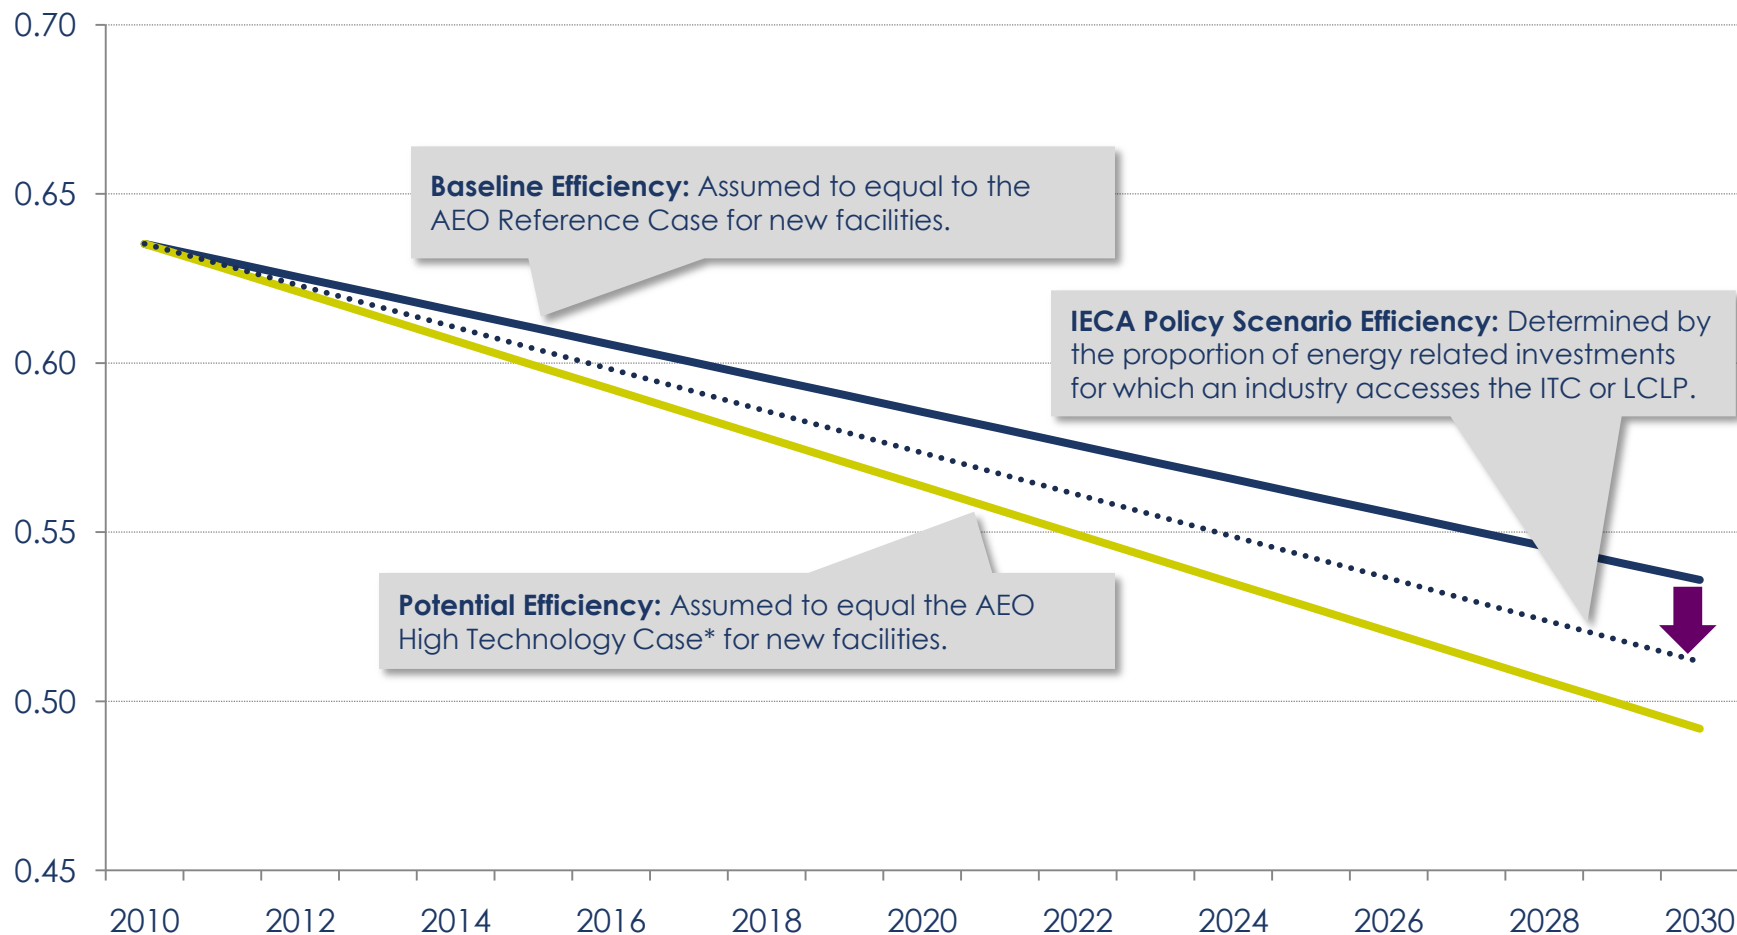 0.70
0.65
0.60
0.55
0.50
0.45
Baseline Efficiency: Assumed to equal to the
AEO Reference Case for new facilities.
IECA Policy Scenario Efficiency: Determined by
the proportion of energy related investments
for which an industry accesses the ITC or LCLP.
Potential Efficiency: Assumed to equal the AEO
High Technology Case* for new facilities.
2010 2012 2014 2016 2018 2020 2022 2024 2026 2028 2030